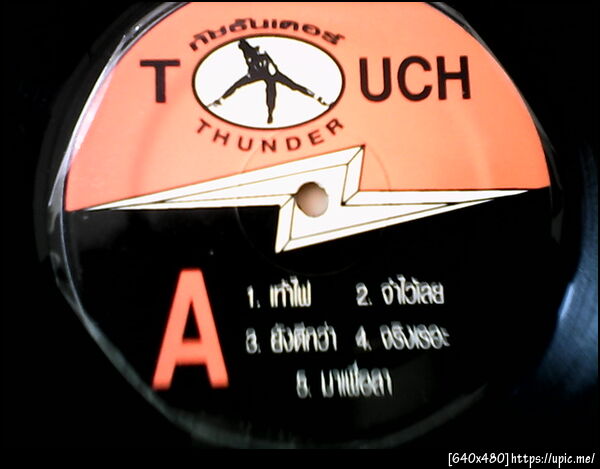 ทัชธันเดอร์
T UCH
THUNDER
A
1. เท้าไฟ 2. จำไว้เลย
3. ยังดีกว่า 4. จริงเธอะ
5. มาเพื่อลา
[640x480]https://upic.me/